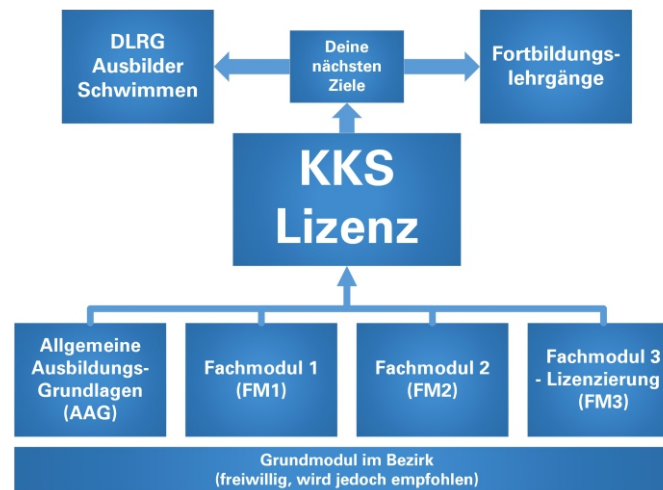 DLRG
Ausbilder
Schwimmen
Deine
nächsten
Ziele
Fortbildungs-
lehrgänge
KKS
Lizenz
Allgemeine
Ausbildungs-
Grundlagen
(AAG)
Fachmodul 1
(FM1)
Fachmodul 2
(FM2)
Fachmodul 3
- Lizenzierung
(FM3)
Grundmodul im Bezirk
(freiwillig, wird jedoch empfohlen)